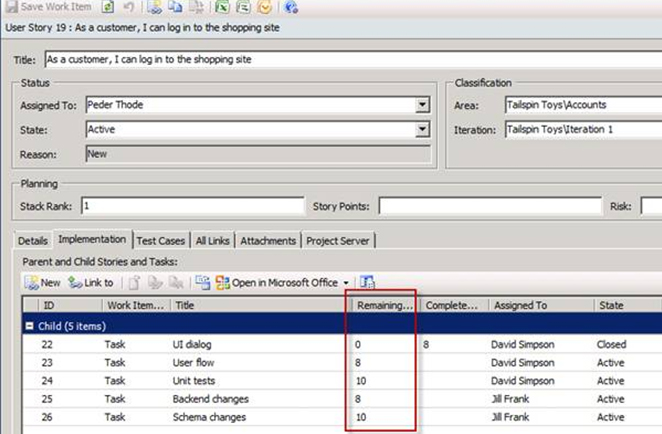 Save Work Item
User Story 19 : As a customer, I can log in to the shopping site
Title: As a customer, I can log in to the shopping site
Status
Classification
Assigned To: Peder Thode
Area: Tailspin Toys\Accounts
State: Active
Iteration: Tailspin Toys\Iteration 1
Reason: New
Planning
Stack Rank: 1 Story Points: Risk:
Details Implementation Test Cases All Links Attachments Project Server
Parent and Child Stories and Tasks:
New Link to Open in Microsoft Office
ID Work Item... Title Remaining... Complete... Assigned To State
Child (5 items)
22 Task UI dialog 0 8 David Simpson Closed
23 Task User flow 8 David Simpson Active
24 Task Unit tests 10 David Simpson Active
25 Task Backend changes 8 Jill Frank Active
26 Task Schema changes 10 Jill Frank Active